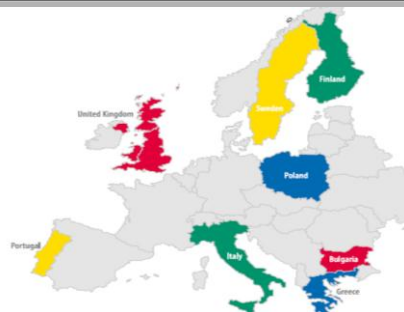 Finland
Sweden
United Kingdom
Poland
Portugal
Italy
Bulgaria
Greece